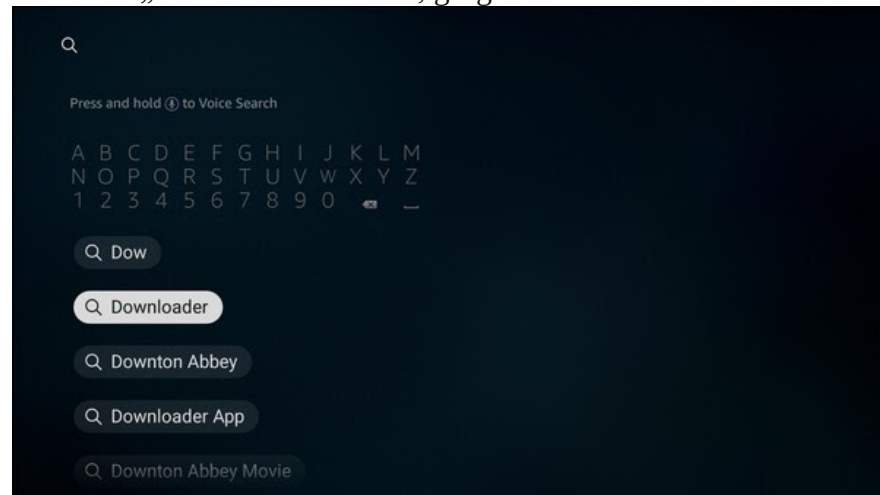 Press and hold to Voice Search
A B C D E F G H I J K L M
N O P Q R S T U V W X Y Z
1 2 3 4 5 6 7 8 9 0
Dow
Downloader
Downton Abbey
Downloader App
Downton Abbey Movie